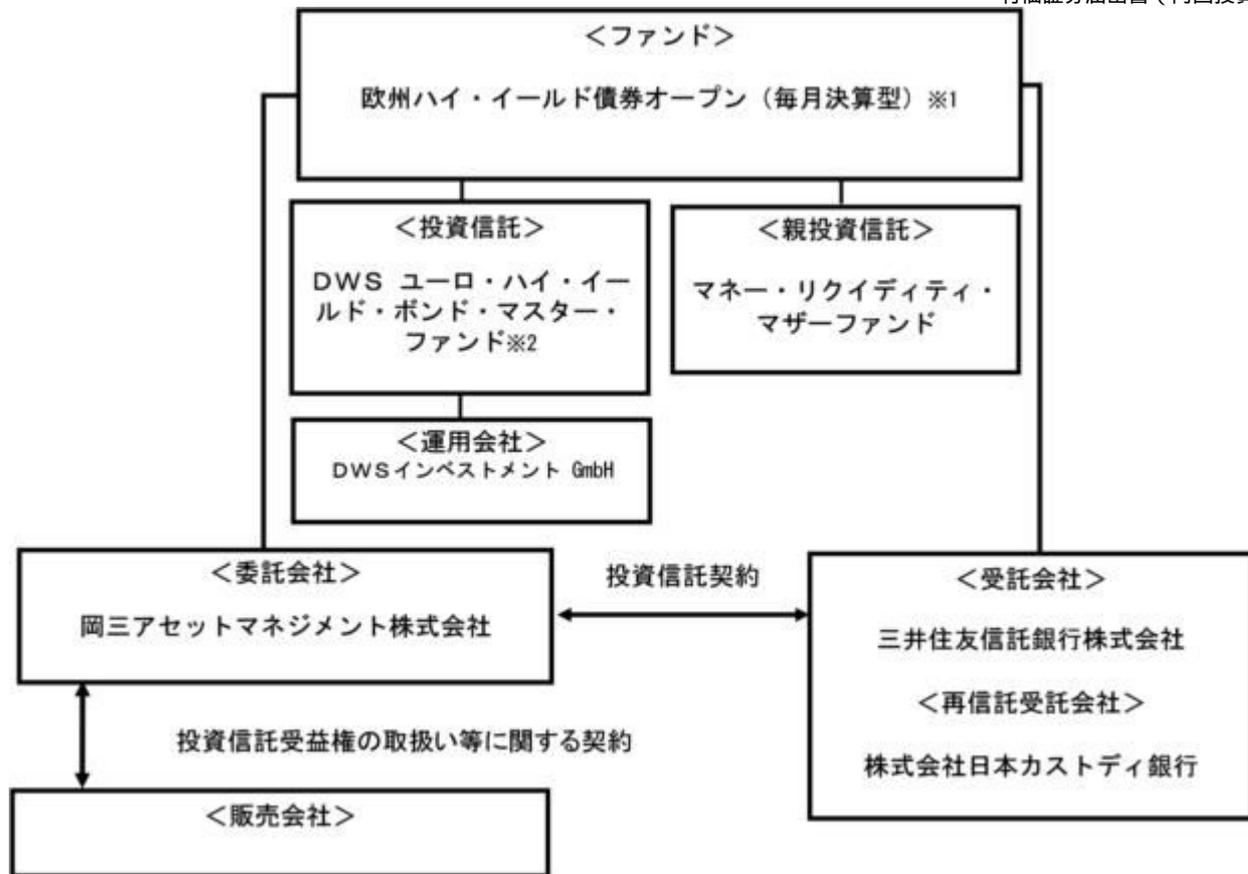 ＜ファンド＞
欧州ハイ・イールド債券オープン（毎月決算型）※1
＜投資信託＞
DWS ユーロ・ハイ・イー
ルド・ボンド・マスター・
ファンド※2
＜親投資信託＞
マネー・リクイディティ・
マザーファンド
＜運用会社＞
DWSインベストメント GmbH
＜委託会社＞
岡三アセットマネジメント株式会社
投資信託契約
＜受託会社＞
三井住友信託銀行株式会社
＜再信託受託会社＞
株式会社日本カストディ銀行
投資信託受益権の取扱い等に関する契約
＜販売会社＞